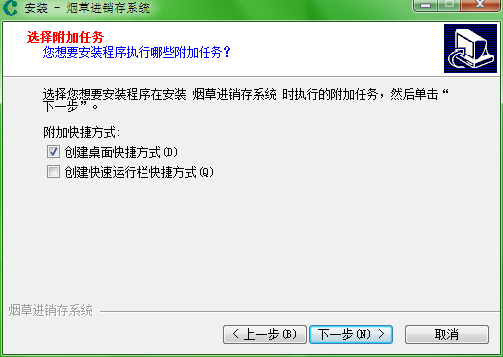 安装 - 烟草进销存系统
选择附加任务
您想要安装程序执行哪些附加任务？
选择您想要安装程序在安装 烟草进销存系统 时执行的附加任务，然后单击“
下一步”。
附加快捷方式:
创建桌面快捷方式(D)
创建快速运行栏快捷方式(Q)
烟草进销存系统
< 上一步(B)
下一步(N) >
取消